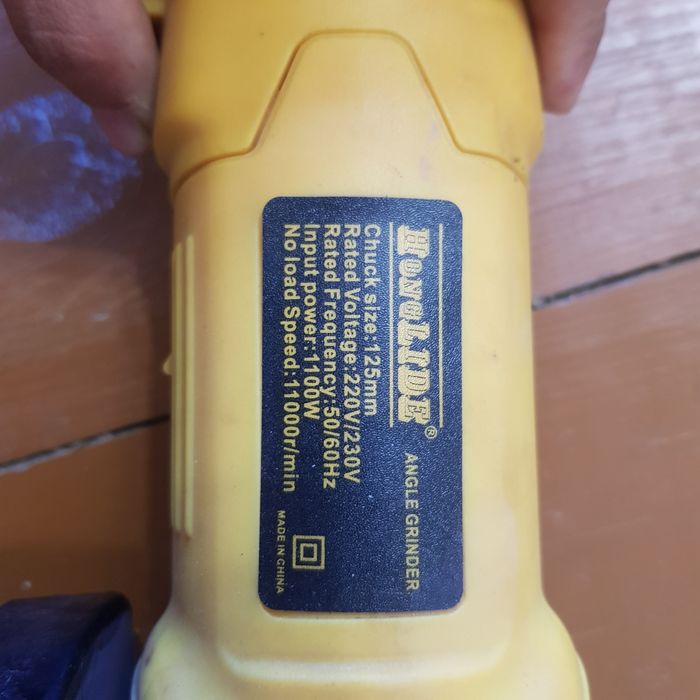 HongLIDE® ANGLE GRINDER
Chuck size:125mm
Rated Voltage:220V/230V
Rated Frequency:50/60Hz
Input power:1100W
No load Speed:11000r/min
MADE IN CHINA